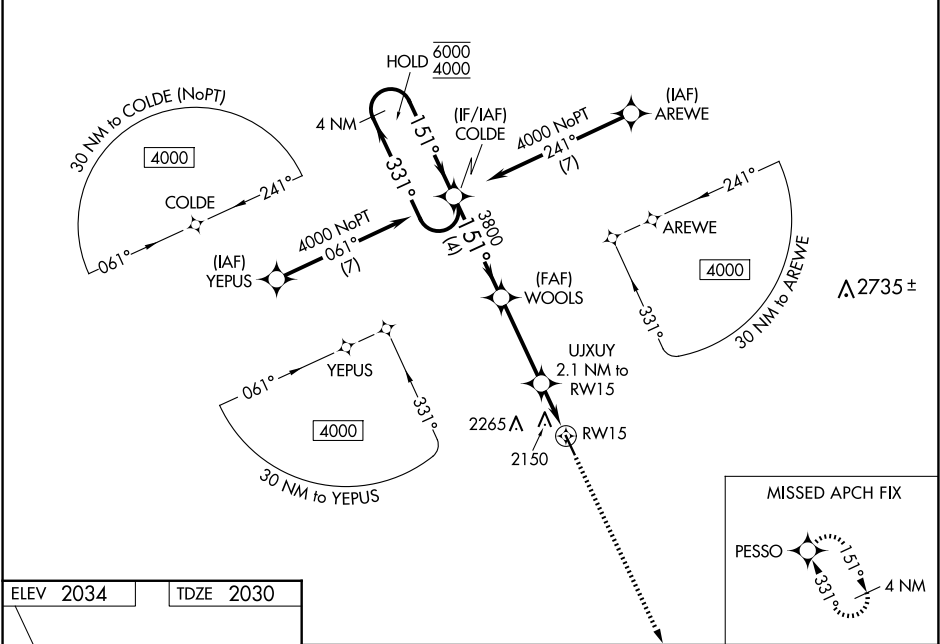 HOLD 6000
4000
4 NM
151°
331°
(IF/IAF)
COLDE
(IAF)
AREWE
4000 NoPT
241°
(7)
30 NM to COLDE (NoPT)
4000
COLDE
241°
061°
4000 NoPT
061°
(7)
(IAF)
YEPUS
3800
151°
(4)
(FAF)
WOOLS
241°
AREWE
4000
331°
30 NM to AREWE
2735 ±
UJXUY
2.1 NM to
RW15
2265
2150
RW15
YEPUS
061°
331°
4000
30 NM to YEPUS
MISSED APCH FIX
PESSO
151°
331°
4 NM
ELEV 2034
TDZE 2030